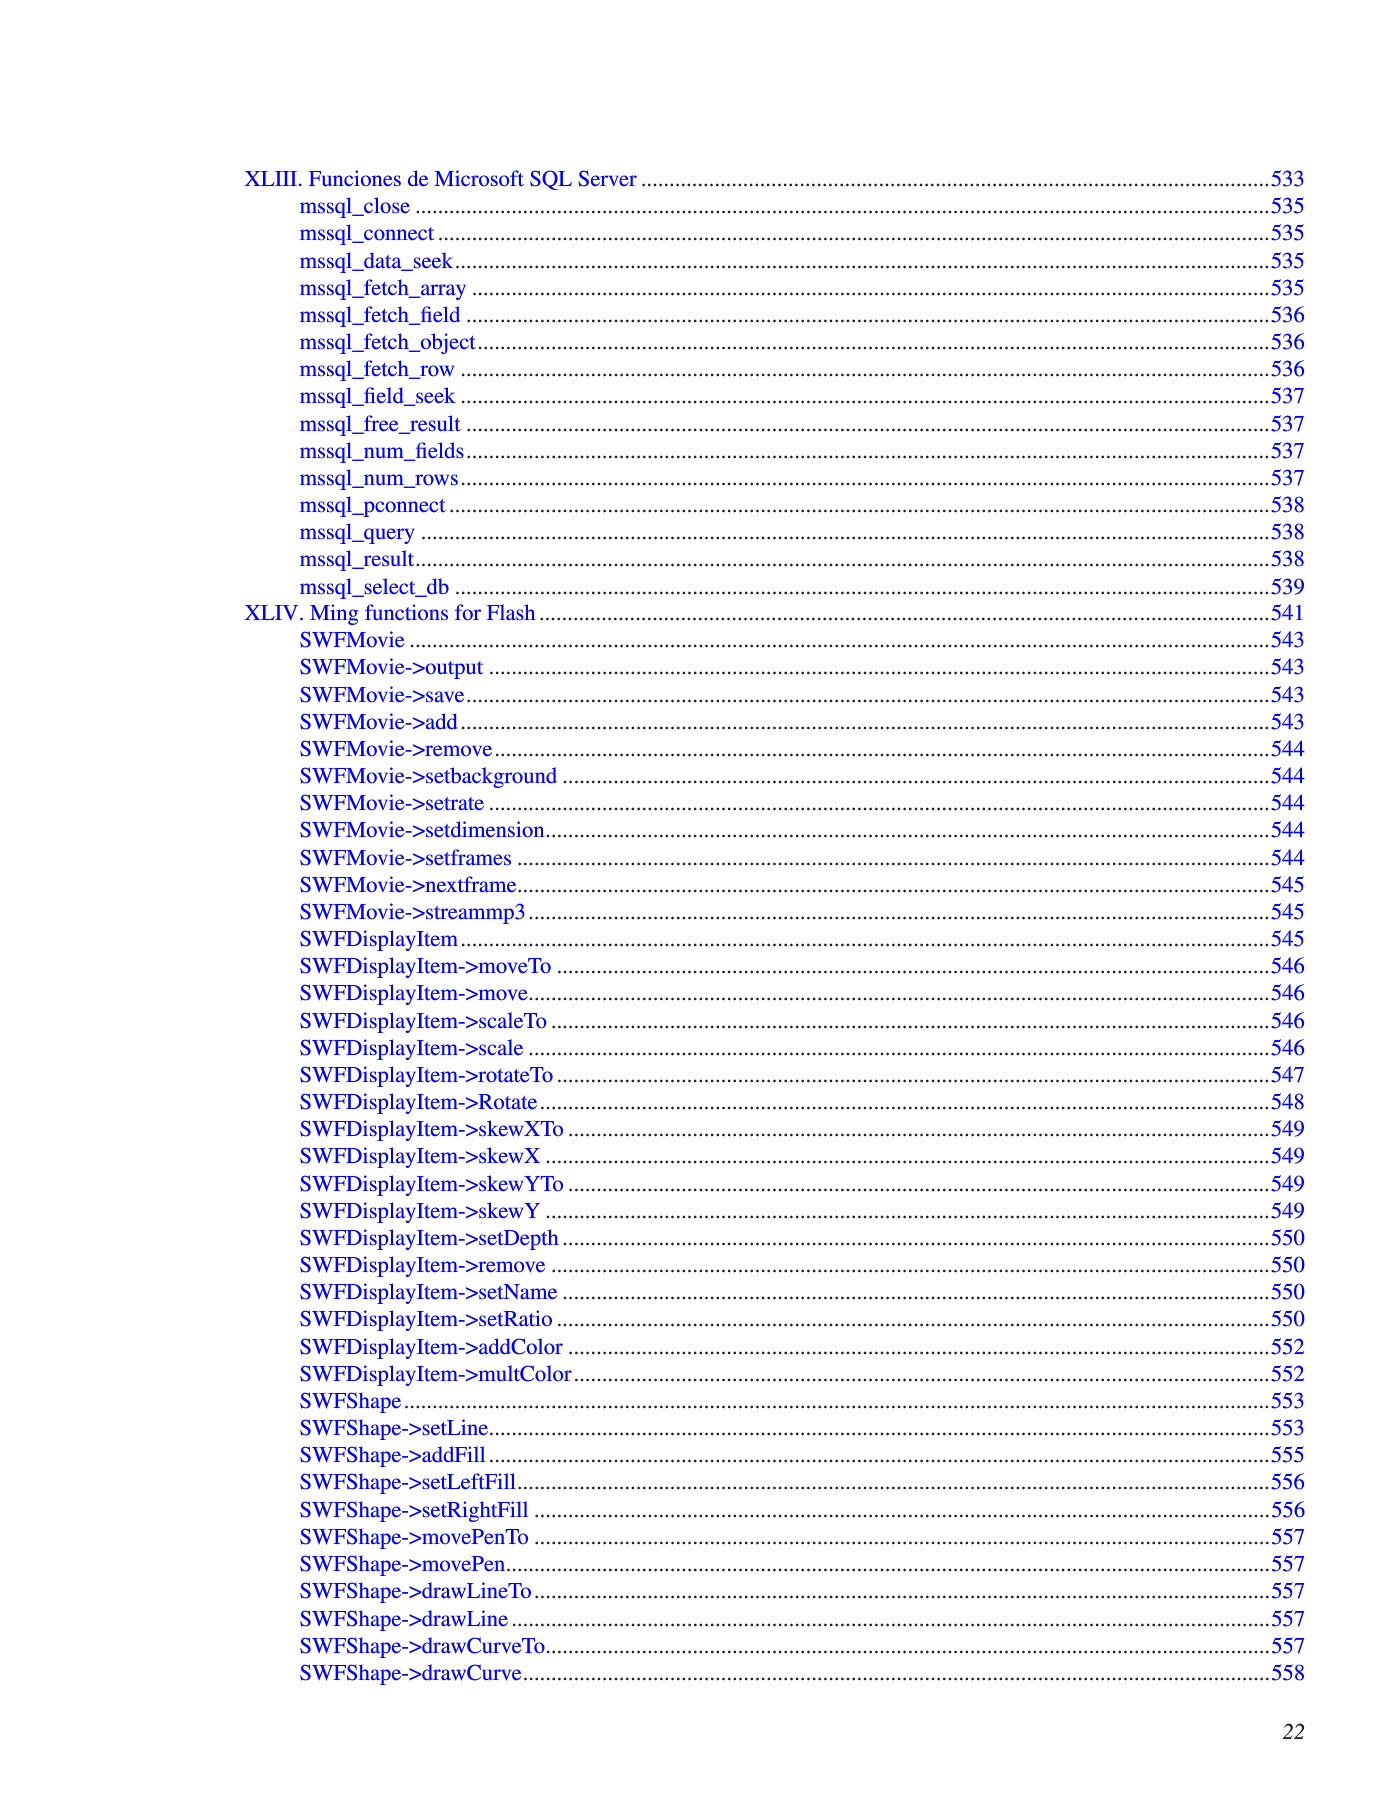 XLIII. Funciones de Microsoft SQL Server ........................................ 533
mssql_close ........................................ 535
mssql_connect ........................................ 535
mssql_data_seek ........................................ 535
mssql_fetch_array ........................................ 535
mssql_fetch_field ........................................ 536
mssql_fetch_object ........................................ 536
mssql_fetch_row ........................................ 536
mssql_field_seek ........................................ 537
mssql_free_result ........................................ 537
mssql_num_fields ........................................ 537
mssql_num_rows ........................................ 537
mssql_pconnect ........................................ 538
mssql_query ........................................ 538
mssql_result ........................................ 538
mssql_select_db ........................................ 539
XLIV. Ming functions for Flash ........................................ 541
SWFMovie ........................................ 543
SWFMovie->output ........................................ 543
SWFMovie->save ........................................ 543
SWFMovie->add ........................................ 543
SWFMovie->remove ........................................ 544
SWFMovie->setbackground ........................................ 544
SWFMovie->setrate ........................................ 544
SWFMovie->setdimension ........................................ 544
SWFMovie->setframes ........................................ 544
SWFMovie->nextframe ........................................ 545
SWFMovie->streammp3 ........................................ 545
SWFDisplayItem ........................................ 545
SWFDisplayItem->moveTo ........................................ 546
SWFDisplayItem->move ........................................ 546
SWFDisplayItem->scaleTo ........................................ 546
SWFDisplayItem->scale ........................................ 546
SWFDisplayItem->rotateTo ........................................ 547
SWFDisplayItem->Rotate ........................................ 548
SWFDisplayItem->skewXTo ........................................ 549
SWFDisplayItem->skewX ........................................ 549
SWFDisplayItem->skewYTo ........................................ 549
SWFDisplayItem->skewY ........................................ 549
SWFDisplayItem->setDepth ........................................ 550
SWFDisplayItem->remove ........................................ 550
SWFDisplayItem->setName ........................................ 550
SWFDisplayItem->setRatio ........................................ 550
SWFDisplayItem->addColor ........................................ 552
SWFDisplayItem->multColor ........................................ 552
SWFShape ........................................ 553
SWFShape->setLine ........................................ 553
SWFShape->addFill ........................................ 555
SWFShape->setLeftFill ........................................ 556
SWFShape->setRightFill ........................................ 556
SWFShape->movePenTo ........................................ 557
SWFShape->movePen ........................................ 557
SWFShape->drawLineTo ........................................ 557
SWFShape->drawLine ........................................ 557
SWFShape->drawCurveTo ........................................ 557
SWFShape->drawCurve ........................................ 558
22